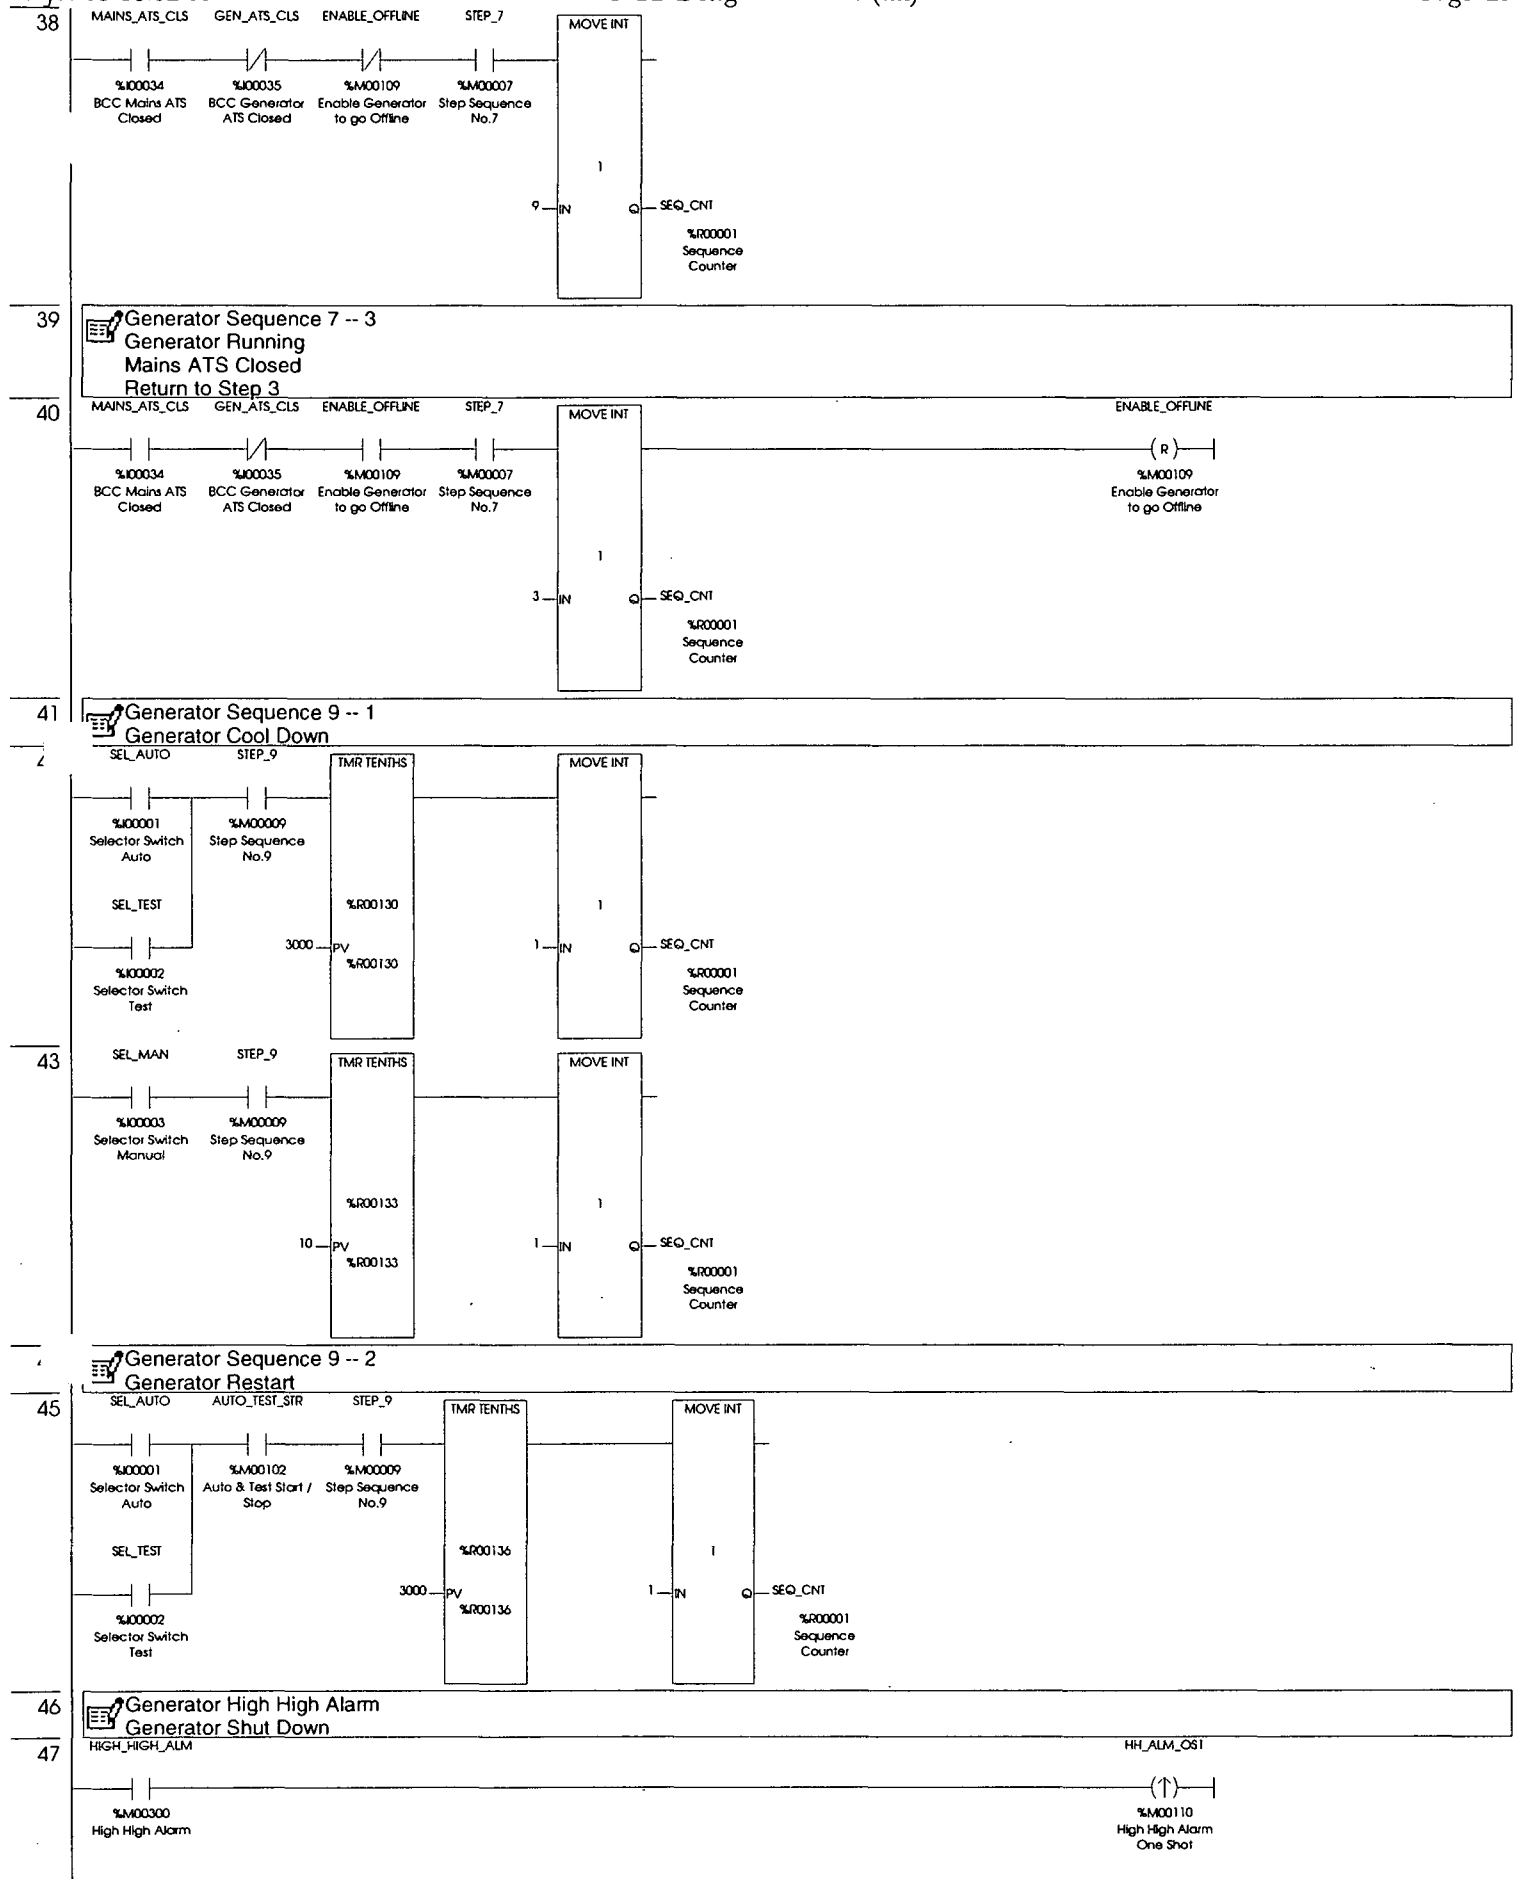 38
MAINS_ATS_CLS GEN_ATS_CLS ENABLE_OFFLINE STEP_7
MOVE INT
%I00034 %I00035 %M00109 %M00007
BCC Mains ATS BCC Generator Enable Generator Step Sequence
Closed ATS Closed to go Offline No.7
1
9 IN Q SEQ_CNT
%R00001
Sequence
Counter
39
Generator Sequence 7 -- 3
Generator Running
Mains ATS Closed
Return to Step 3
40
MAINS_ATS_CLS GEN_ATS_CLS ENABLE_OFFLINE STEP_7 ENABLE_OFFLINE
MOVE INT
(R)
%I00034 %I00035 %M00109 %M00007 %M00109
BCC Mains ATS BCC Generator Enable Generator Step Sequence Enable Generator
Closed ATS Closed to go Offline No.7 to go Offline
1
3 IN Q SEQ_CNT
%R00001
Sequence
Counter
41
Generator Sequence 9 -- 1
Generator Cool Down
SEL_AUTO STEP_9
TMR TENTHS MOVE INT
%I00001 %M00009
Selector Switch Step Sequence
Auto No.9
SEL_TEST %R00130 1
3000 PV 1 IN Q SEQ_CNT
%R00130
%I00002 %R00001
Selector Switch Sequence
Test Counter
43
SEL_MAN STEP_9
TMR TENTHS MOVE INT
%I00003 %M00009
Selector Switch Step Sequence
Manual No.9
%R00133 1
10 PV 1 IN Q SEQ_CNT
%R00133
%R00001
Sequence
Counter
Generator Sequence 9 -- 2
Generator Restart
45
SEL_AUTO AUTO_TEST_STR STEP_9
TMR TENTHS MOVE INT
%I00001 %M00102 %M00009
Selector Switch Auto & Test Start / Step Sequence
Auto Stop No.9
SEL_TEST %R00136 1
3000 PV 1 IN Q SEQ_CNT
%R00136
%I00002 %R00001
Selector Switch Sequence
Test Counter
46
Generator High High Alarm
Generator Shut Down
47
HIGH_HIGH_ALM HH_ALM_OS1
(↑)
%M00300 %M00110
High High Alarm High High Alarm
One Shot